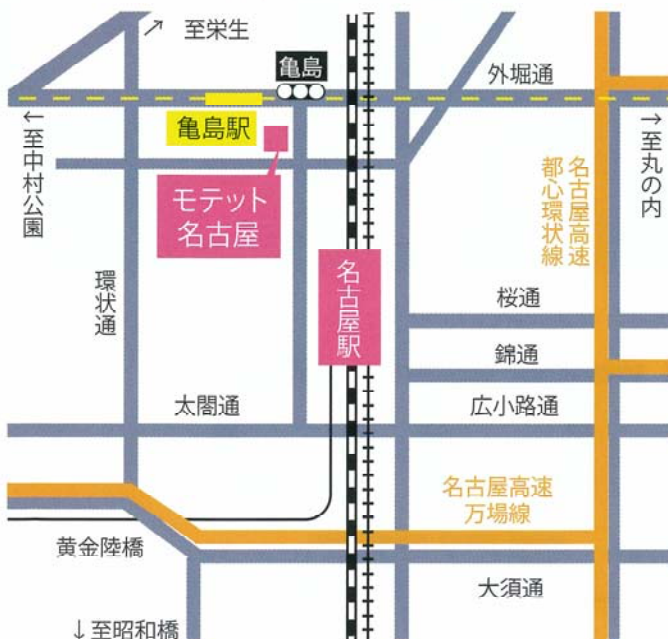 ↗ 至栄生
亀島
外堀通
亀島駅
←至中村公園
→至丸の内
モテット
名古屋
名古屋高速
都心環状線
環状通
名古屋駅
桜通
錦通
太閤通
広小路通
名古屋高速
万場線
黄金陸橋
大須通
↓至昭和橋